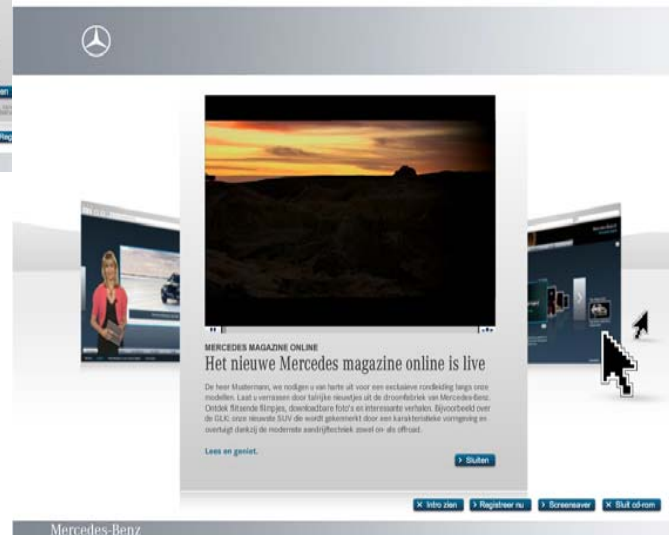 MERCEDES MAGAZINE ONLINE
Het nieuwe Mercedes magazine online is live
De heer Mustermann, we nodigen u van harte uit voor een exclusieve rondleiding langs onze
modellen. Laat u verrassen door talrijke nieuwtjes uit de droomfabriek van Mercedes-Benz.
Ontdek flitsende filmpjes, downloadbare foto's en interessante verhalen. Bijvoorbeeld over
de GLK: onze nieuwste SUV die wordt gekenmerkt door een karakteristieke vormgeving en
overtuigt dankzij de modernste aandrijftechniek zowel on- als offroad.
Lees en geniet.
Sluiten
Intro zien Registreer nu Screensaver Sluit cd-rom
Mercedes-Benz